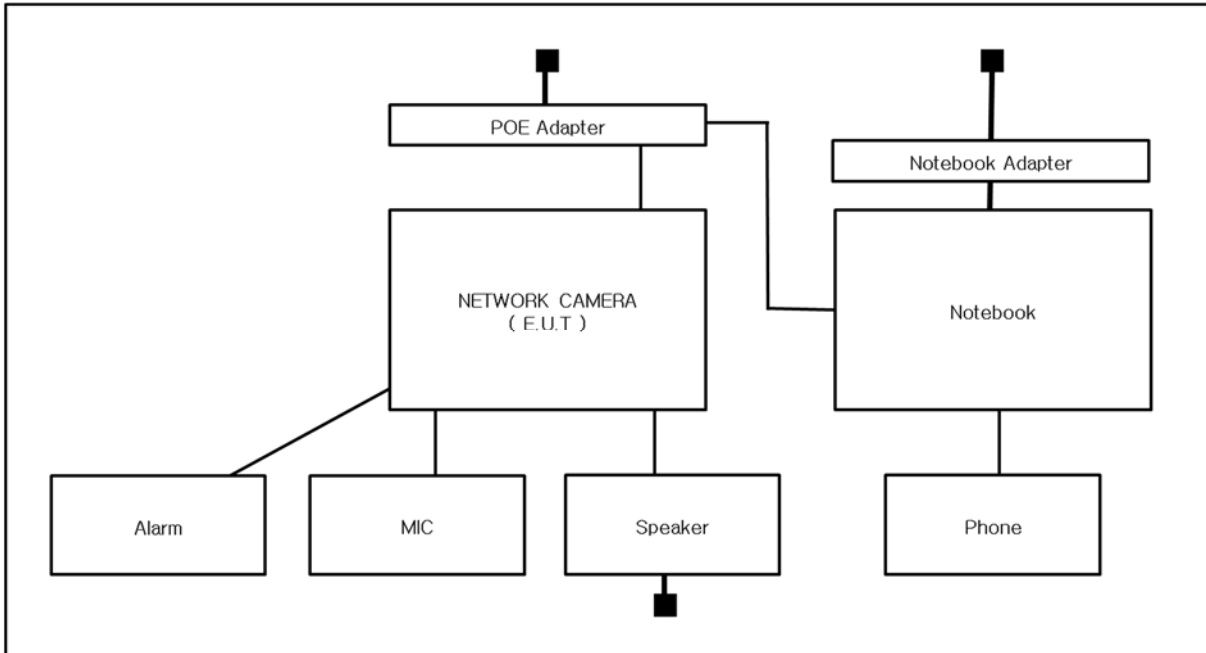 POE Adapter
Notebook Adapter
NETWORK CAMERA
( E.U.T )
Notebook
Alarm
MIC
Speaker
Phone